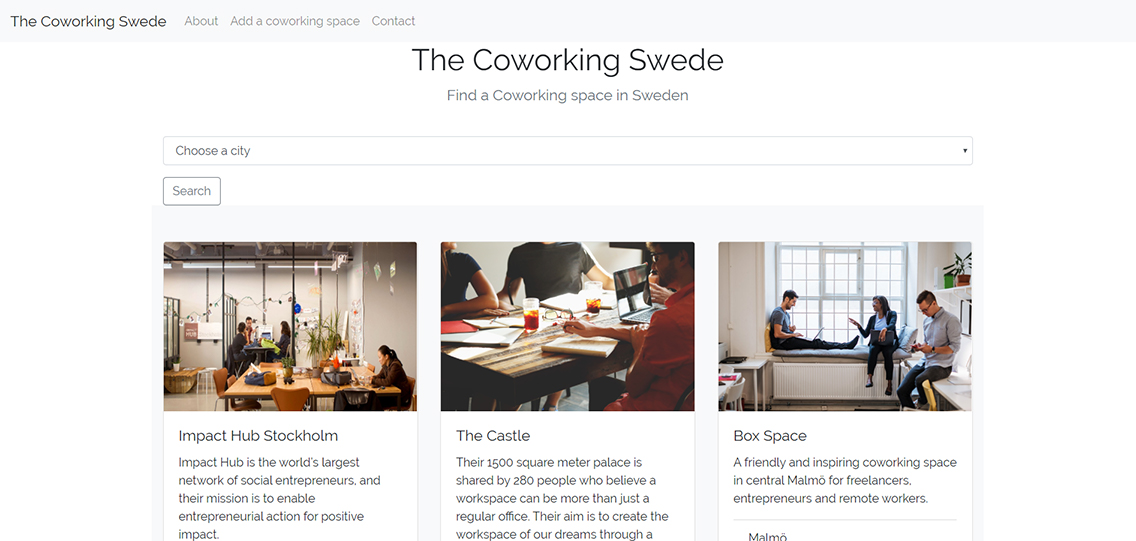 The Coworking Swede About Add a coworking space Contact
The Coworking Swede
Find a Coworking space in Sweden
Choose a city
Search
Impact Hub Stockholm
Impact Hub is the world's largest
network of social entrepreneurs, and
their mission is to enable
entrepreneurial action for positive
impact.
The Castle
Their 1500 square meter palace is
shared by 280 people who believe a
workspace can be more than just a
regular office. Their aim is to create the
workspace of our dreams through a
Box Space
A friendly and inspiring coworking space
in central Malmö for freelancers,
entrepreneurs and remote workers.
Malmö